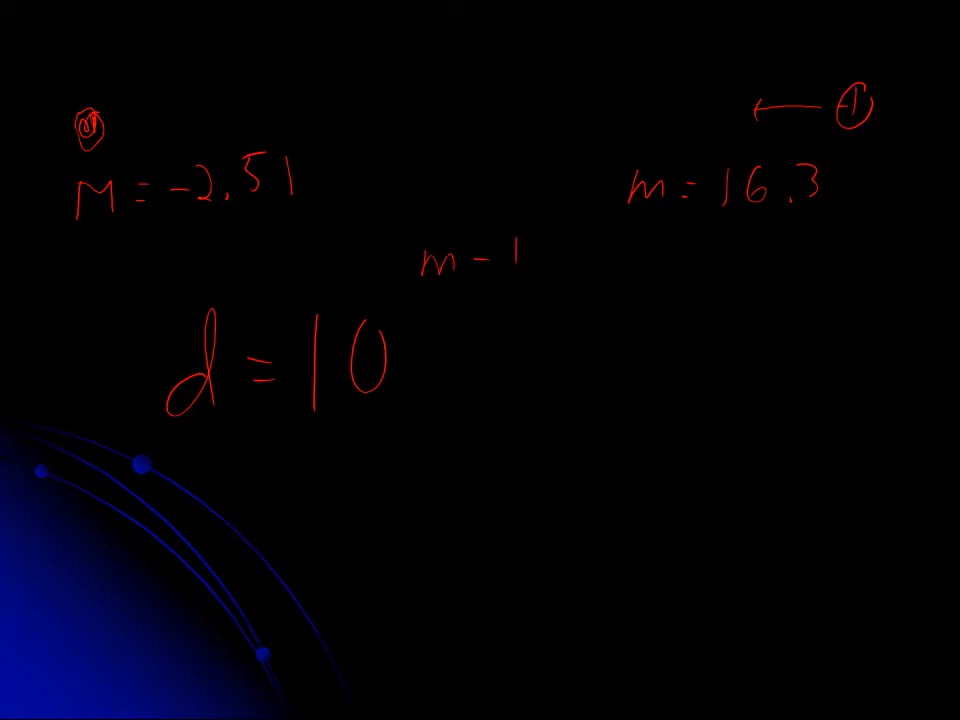 M = -2.51
m = 16.3
m - 1
d = 10